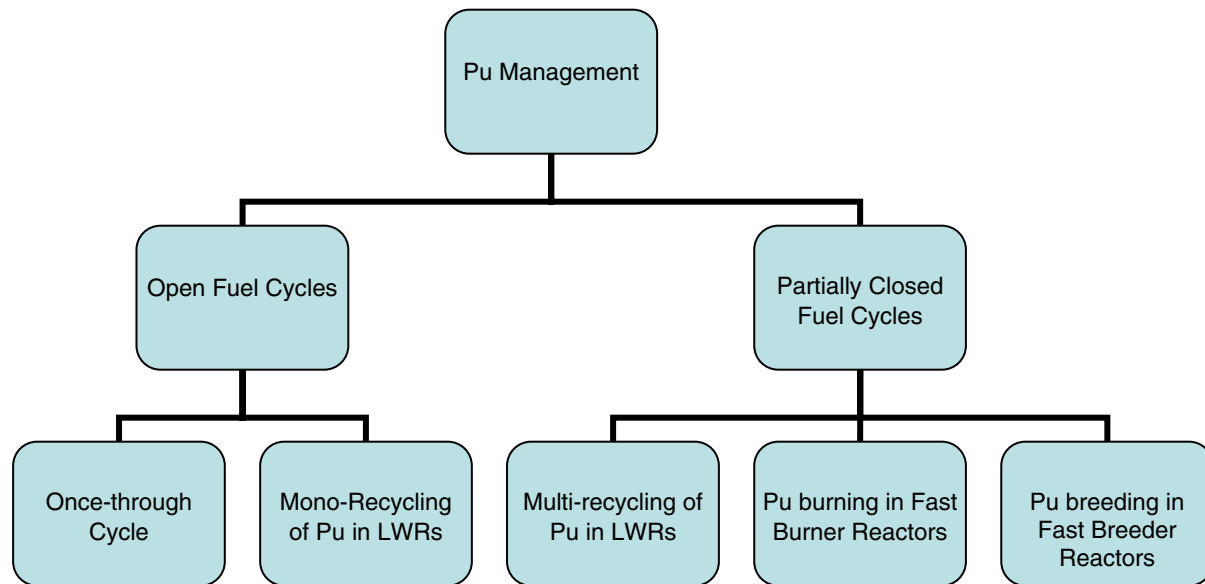 Pu Management
Open Fuel Cycles
Partially Closed
Fuel Cycles
Once-through
Cycle
Mono-Recycling
of Pu in LWRs
Multi-recycling of
Pu in LWRs
Pu burning in Fast
Burner Reactors
Pu breeding in
Fast Breeder
Reactors